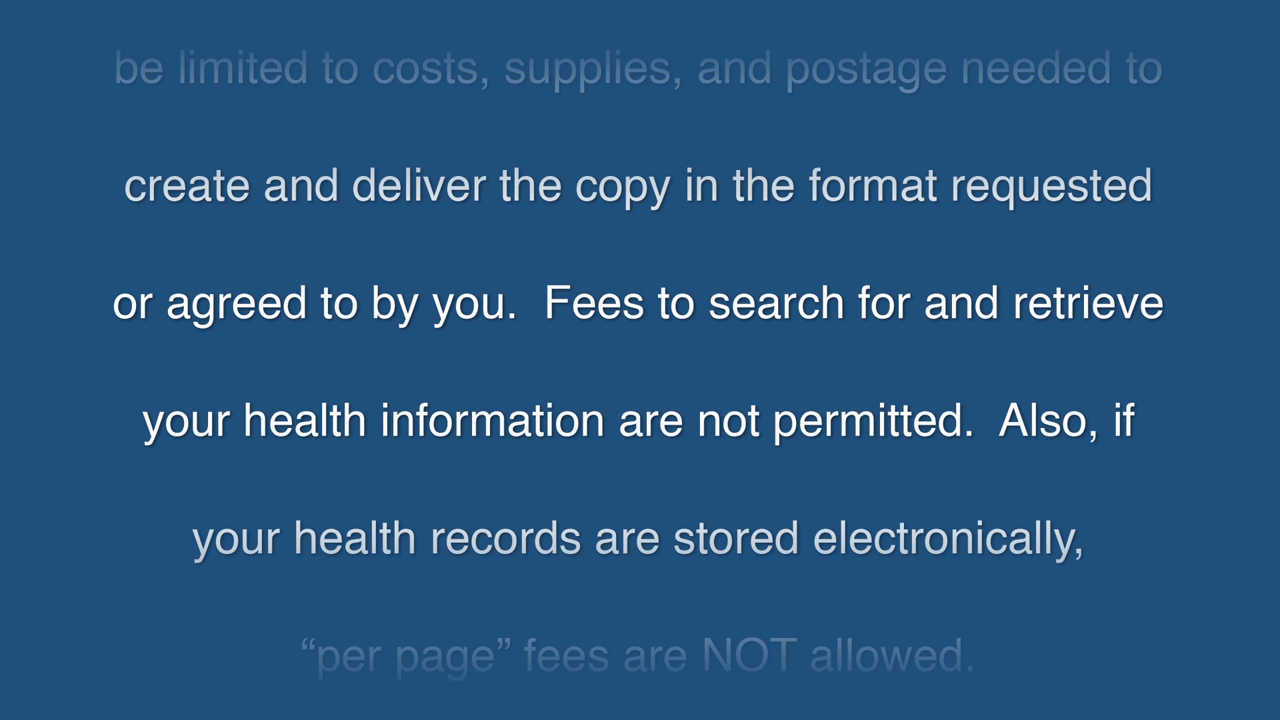 be limited to costs, supplies, and postage needed to
create and deliver the copy in the format requested
or agreed to by you.  Fees to search for and retrieve
your health information are not permitted.  Also, if
your health records are stored electronically,
“per page” fees are NOT allowed.